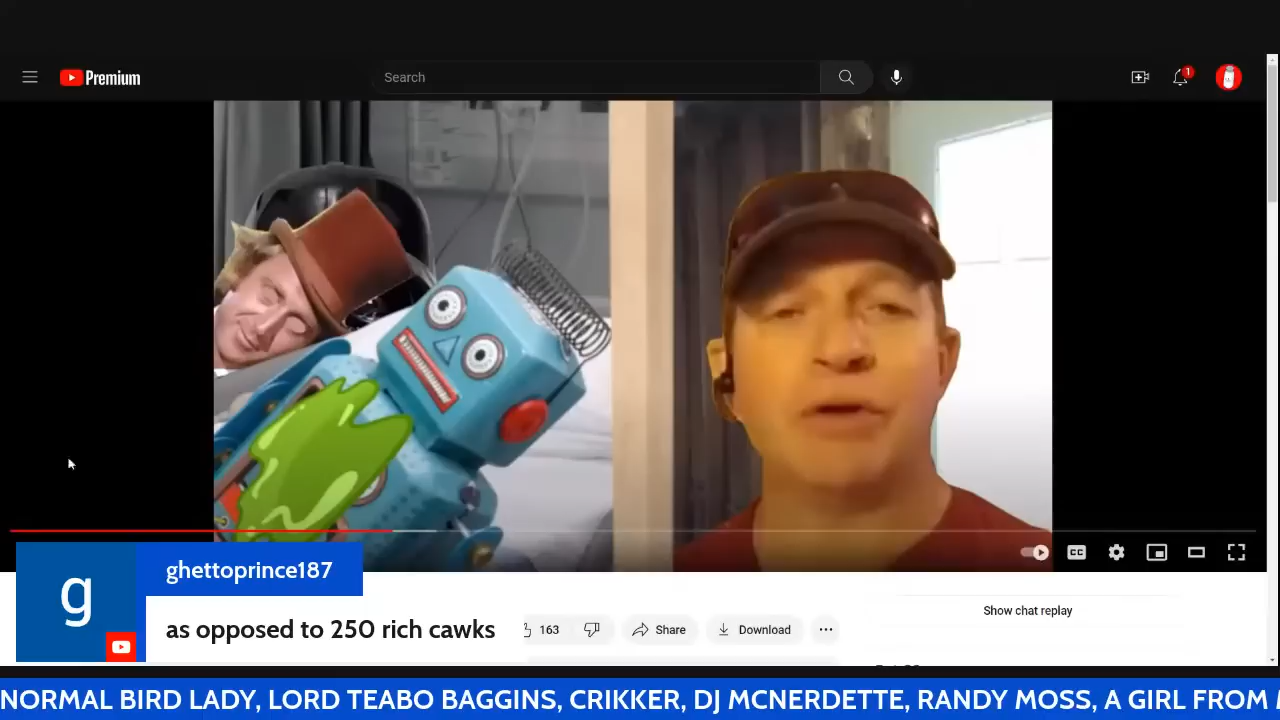 Premium
Search
1
ghettoprince187
g
as opposed to 250 rich cawks
163
Share
Download
Show chat replay
NORMAL BIRD LADY, LORD TEABO BAGGINS, CRIKKER, DJ MCNERDETTE, RANDY MOSS, A GIRL FROM